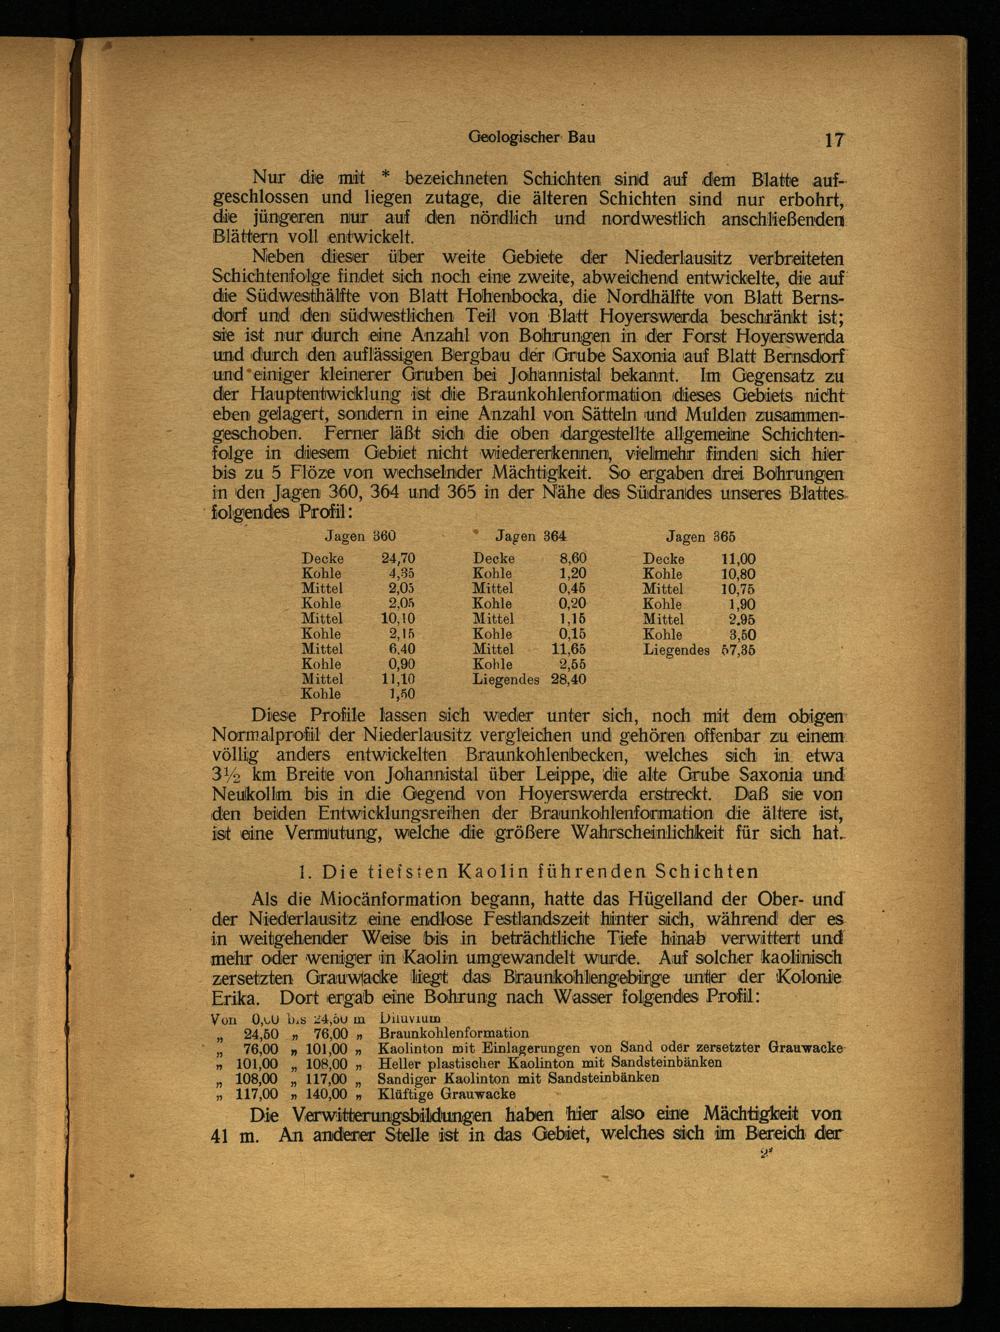 Geologischer Bau 17
Nur die mit * bezeichneten Schichten sind auf dem Blatte auf-
geschlossen und liegen zutage, die älteren Schichten sind nur erbohrt,
die jüngeren nur auf den nördlich und nordwestlich anschließenden
Blättern voll entwickelt.
Neben dieser über weite Gebiete der Niederlausitz verbreiteten
Schichtenfolge findet sich noch eine zweite, abweichend entwickelte, die auf
die Südwesthälfte von Blatt Hohenbocka, die Nordhälfte von Blatt Berns-
dorf und den südwestlichen Teil von Blatt Hoyerswerda beschränkt ist;
sie ist nur durch eine Anzahl von Bohrungen in der Forst Hoyerswerda
und durch den auflässigen Bergbau der Grube Saxonia auf Blatt Bernsdorf
und einiger kleinerer Gruben bei Johannistal bekannt. Im Gegensatz zu
der Hauptentwicklung ist die Braunkohlenformation dieses Gebiets nicht
eben gelagert, sondern in eine Anzahl von Sätteln und Mulden zusammen-
geschoben. Ferner läßt sich die oben dargestellte allgemeine Schichten-
folge in diesem Gebiet nicht wiedererkennen, vielmehr finden sich hier
bis zu 5 Flöze von wechselnder Mächtigkeit. So ergaben drei Bohrungen
in den Jagen 360, 364 und 365 in der Nähe des Südrandes unseres Blattes
folgendes Profil:
Jagen 360 Jagen 364 Jagen 365
Decke 24,70 Decke 8,60 Decke 11,00
Kohle 4,35 Kohle 1,20 Kohle 10,80
Mittel 2,05 Mittel 0,45 Mittel 10,75
Kohle 2,05 Kohle 0,20 Kohle 1,90
Mittel 10,10 Mittel 1,15 Mittel 2,95
Kohle 2,15 Kohle 0,15 Kohle 3,50
Mittel 6,40 Mittel 11,65 Liegendes 57,35
Kohle 0,90 Kohle 2,55
Mittel 11,10 Liegendes 28,40
Kohle 1,50
Diese Profile lassen sich weder unter sich, noch mit dem obigen
Normalprofil der Niederlausitz vergleichen und gehören offenbar zu einem
völlig anders entwickelten Braunkohlenbecken, welches sich in etwa
3½ km Breite von Johannistal über Leippe, die alte Grube Saxonia und
Neukollm bis in die Gegend von Hoyerswerda erstreckt. Daß sie von
den beiden Entwicklungsreihen der Braunkohlenformation die ältere ist,
ist eine Vermutung, welche die größere Wahrscheinlichkeit für sich hat.
1. Die tiefsten Kaolin führenden Schichten
Als die Miocänformation begann, hatte das Hügelland der Ober- und
der Niederlausitz eine endlose Festlandszeit hinter sich, während der es
in weitgehender Weise bis in beträchtliche Tiefe hinab verwittert und
mehr oder weniger in Kaolin umgewandelt wurde. Auf solcher kaolinisch
zersetzten Grauwacke liegt das Braunkohlengebirge unter der Kolonie
Erika. Dort ergab eine Bohrung nach Wasser folgendes Profil:
Von 0,00 bis 24,50 m Diluvium
„ 24,50 „ 76,00 „ Braunkohlenformation
„ 76,00 „ 101,00 „ Kaolinton mit Einlagerungen von Sand oder zersetzter Grauwacke
„ 101,00 „ 108,00 „ Heller plastischer Kaolinton mit Sandsteinbänken
„ 108,00 „ 117,00 „ Sandiger Kaolinton mit Sandsteinbänken
„ 117,00 „ 140,00 „ Klüftige Grauwacke
Die Verwitterungsbildungen haben hier also eine Mächtigkeit von
41 m. An anderer Stelle ist in das Gebiet, welches sich im Bereich der
2*